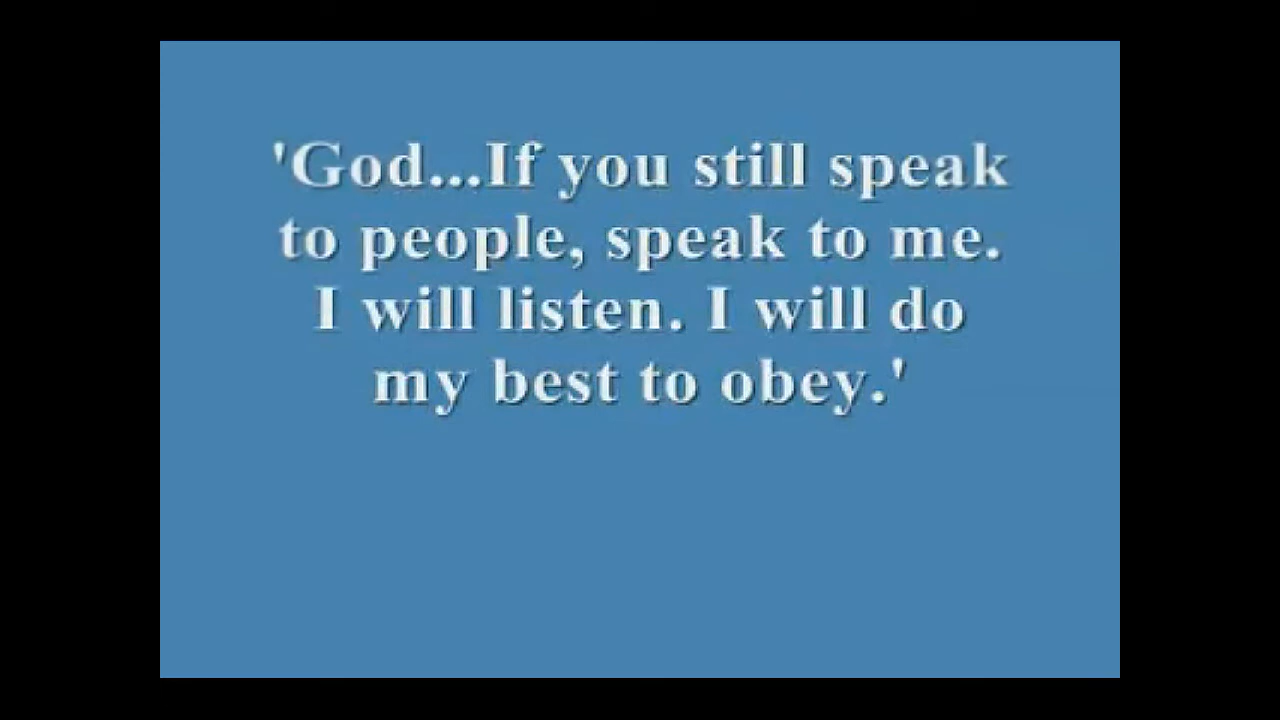 'God...If you still speak
to people, speak to me.
I will listen. I will do
my best to obey.'